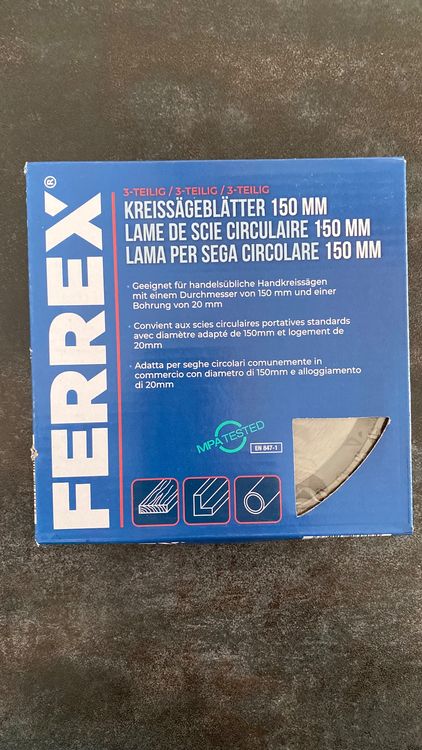 FERREX®
3-TEILIG / 3-TEILIG / 3-TEILIG
KREISSÄGEBLÄTTER 150 MM
LAME DE SCIE CIRCULAIRE 150 MM
LAMA PER SEGA CIRCOLARE 150 MM
· Geeignet für handelsübliche Handkreissägen
mit einem Durchmesser von 150 mm und einer
Bohrung von 20 mm
· Convient aux scies circulaires portatives standards
avec diamètre adapté de 150mm et logement de
20mm
· Adatta per seghe circolari comunemente in
commercio con diametro di 150mm e alloggiamento
di 20mm
MPA TESTED
EN 847-1